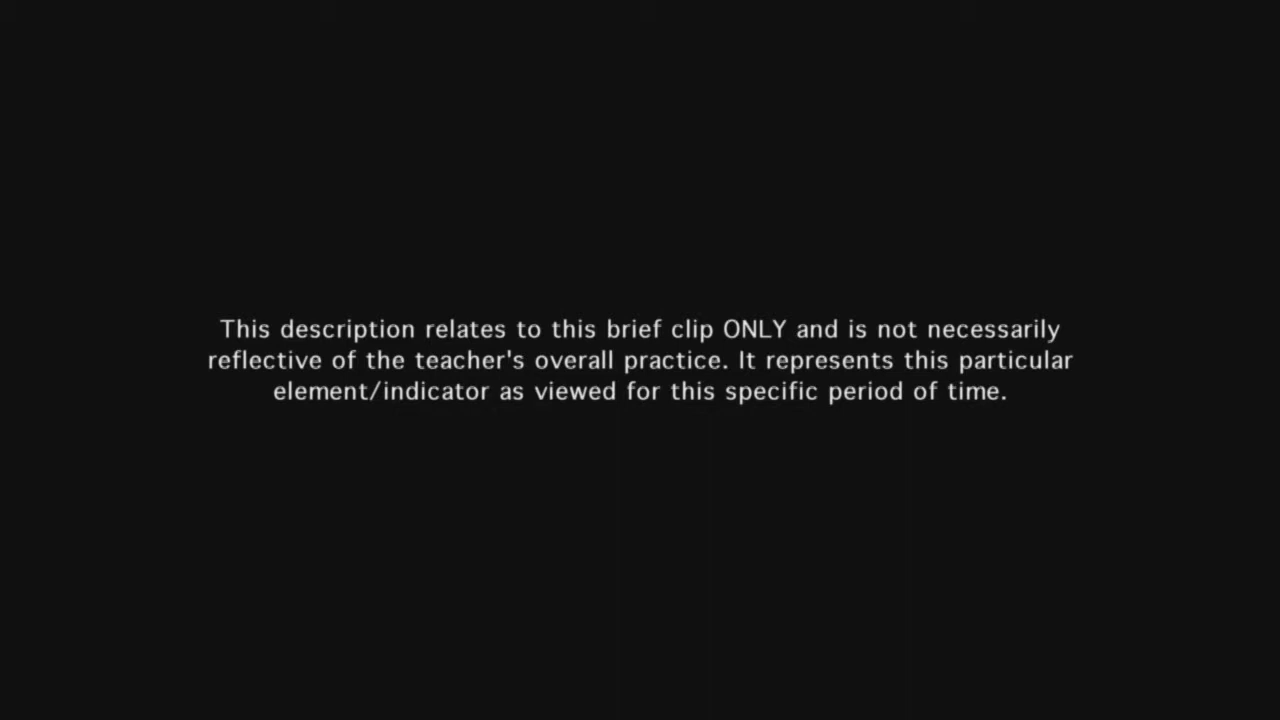 This description relates to this brief clip ONLY and is not necessarily
reflective of the teacher's overall practice. It represents this particular
element/indicator as viewed for this specific period of time.